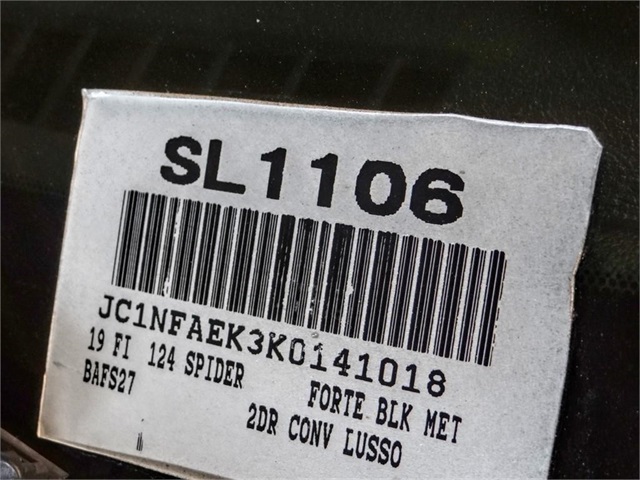 SL1106
JC1NFAEK3K0141018
19 FI 124 SPIDER FORTE BLK MET
BAFS27 2DR CONV LUSSO